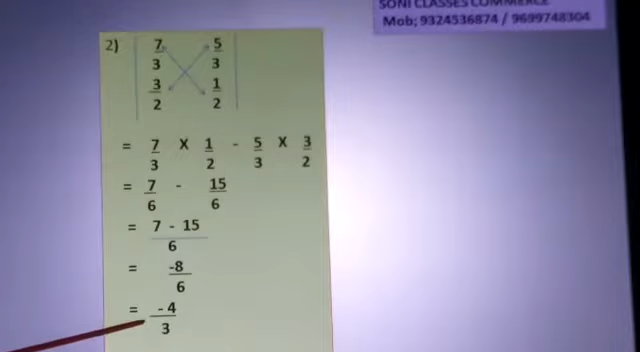 SONI CLASSES COMMERCE
Mob; 9324536874 / 9699748304
2) | 7/3 5/3 |
| 3/2 1/2 |
= 7/3 X 1/2 - 5/3 X 3/2
= 7/6 - 15/6
= 7 - 15 / 6
= -8/6
= -4/3